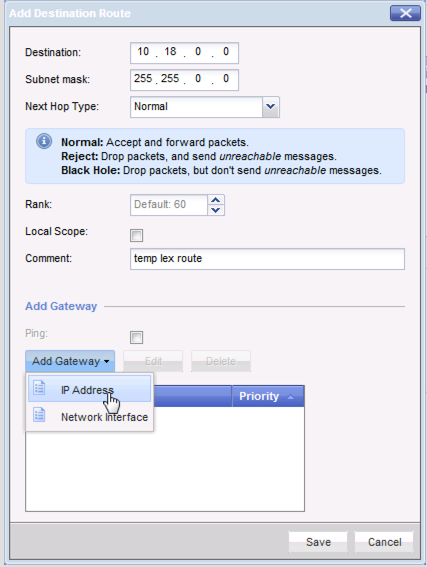 Add Destination Route
Destination: 10 . 18 . 0 . 0
Subnet mask: 255 . 255 . 0 . 0
Next Hop Type: Normal
Normal: Accept and forward packets.
Reject: Drop packets, and send unreachable messages.
Black Hole: Drop packets, but don't send unreachable messages.
Rank: Default: 60
Local Scope:
Comment: temp lex route
Add Gateway
Ping:
Add Gateway Edit Delete
IP Address
Priority
Network Interface
Save Cancel